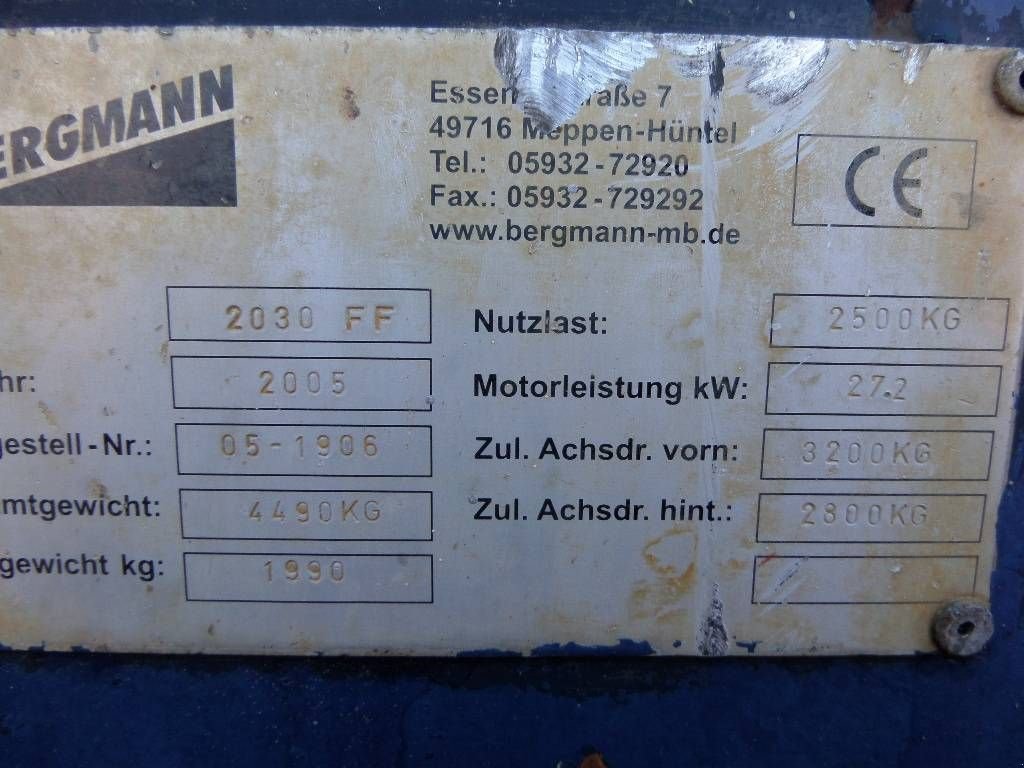 ERGMANN
Essen raße 7
49716 Meppen-Hüntel
Tel.: 05932-72920
Fax.: 05932-729292
www.bergmann-mb.de
CE
2030 FF
Nutzlast: 2500KG
hr: 2005
Motorleistung kW: 27.2
gestell-Nr.: 05-1906
Zul. Achsdr. vorn: 3200KG
amtgewicht: 4490KG
Zul. Achsdr. hint.: 2800KG
gewicht kg: 1990